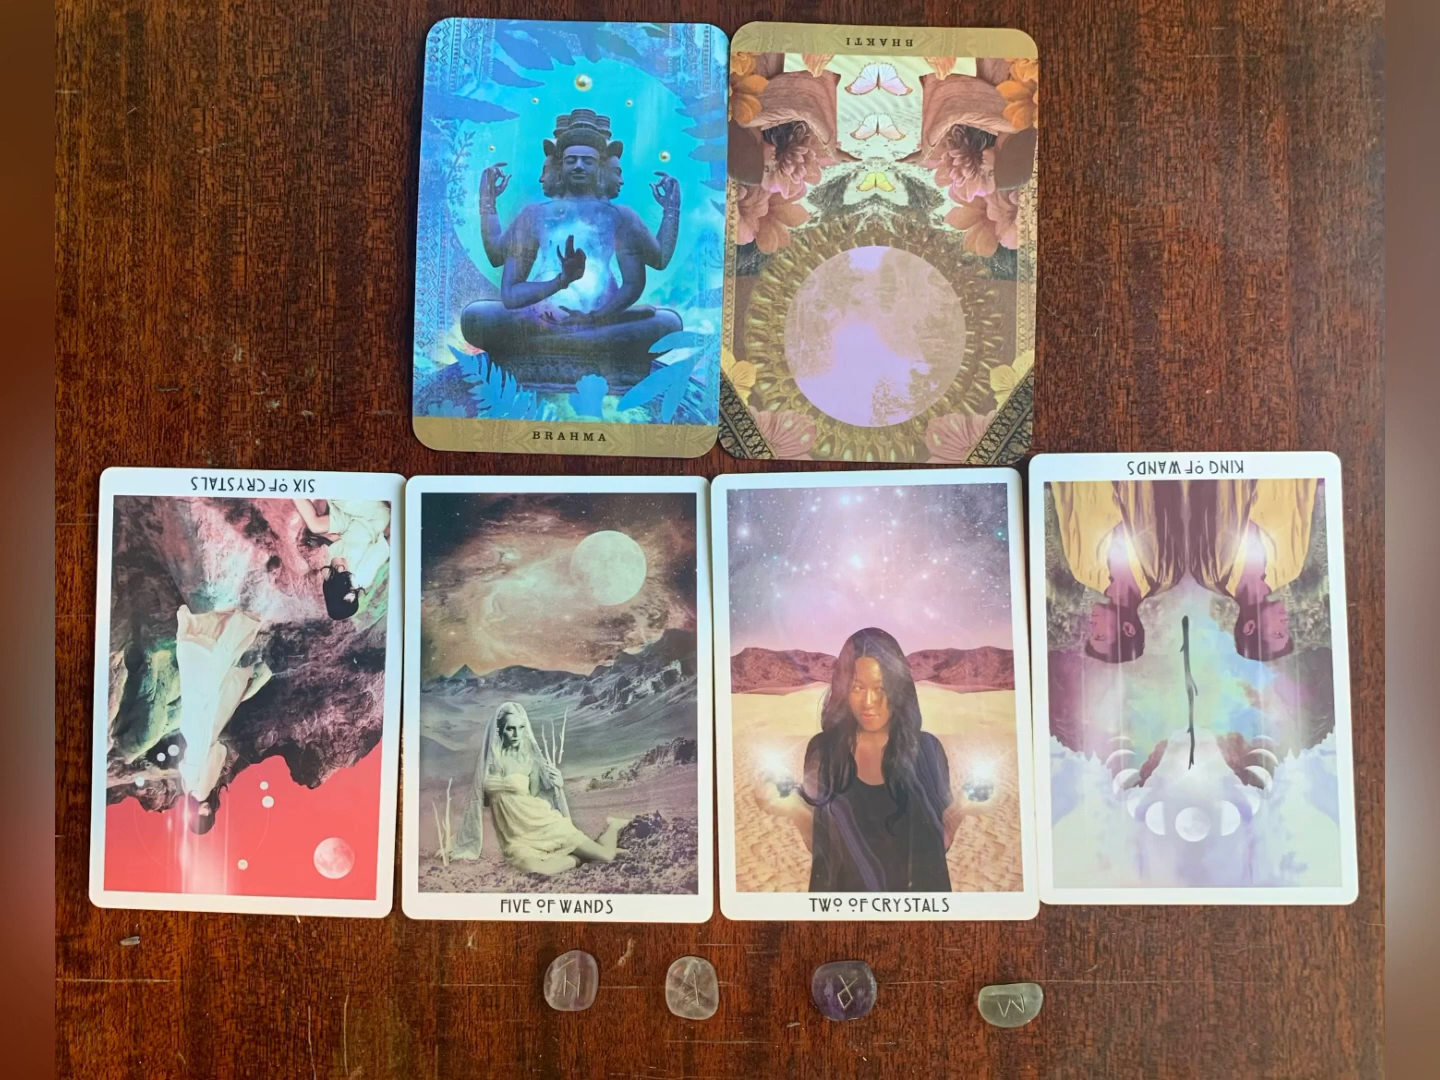 BHAKTI
BRAHMA
SIX OF CRYSTALS
KING OF WANDS
FIVE OF WANDS
TWO OF CRYSTALS